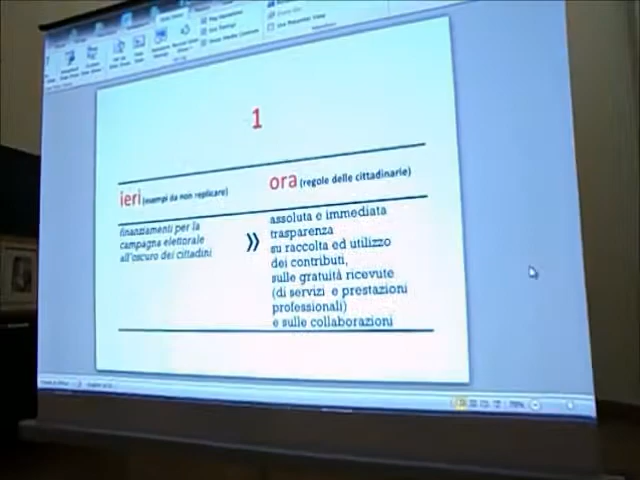 1
ieri (esempi da non replicare)
ora (regole delle cittadinarie)
finanziamenti per la
campagna elettorale
all'oscuro dei cittadini
»
assoluta e immediata
trasparenza
su raccolta ed utilizzo
dei contributi,
sulle gratuità ricevute
(di servizi e prestazioni
professionali)
e sulle collaborazioni